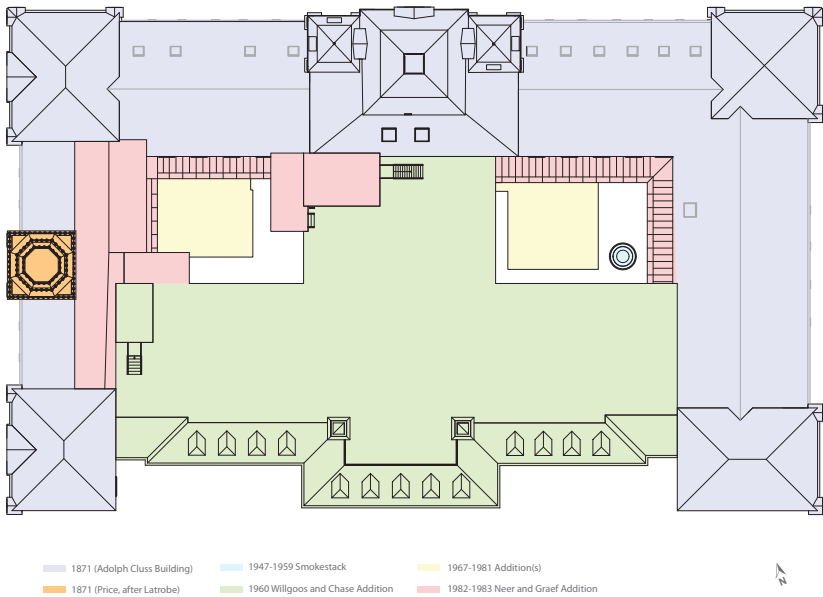 1871 (Adolph Cluss Building)
1947-1959 Smokestack
1967-1981 Addition(s)
1871 (Price, after Latrobe)
1960 Willgoos and Chase Addition
1982-1983 Neer and Graef Addition
N